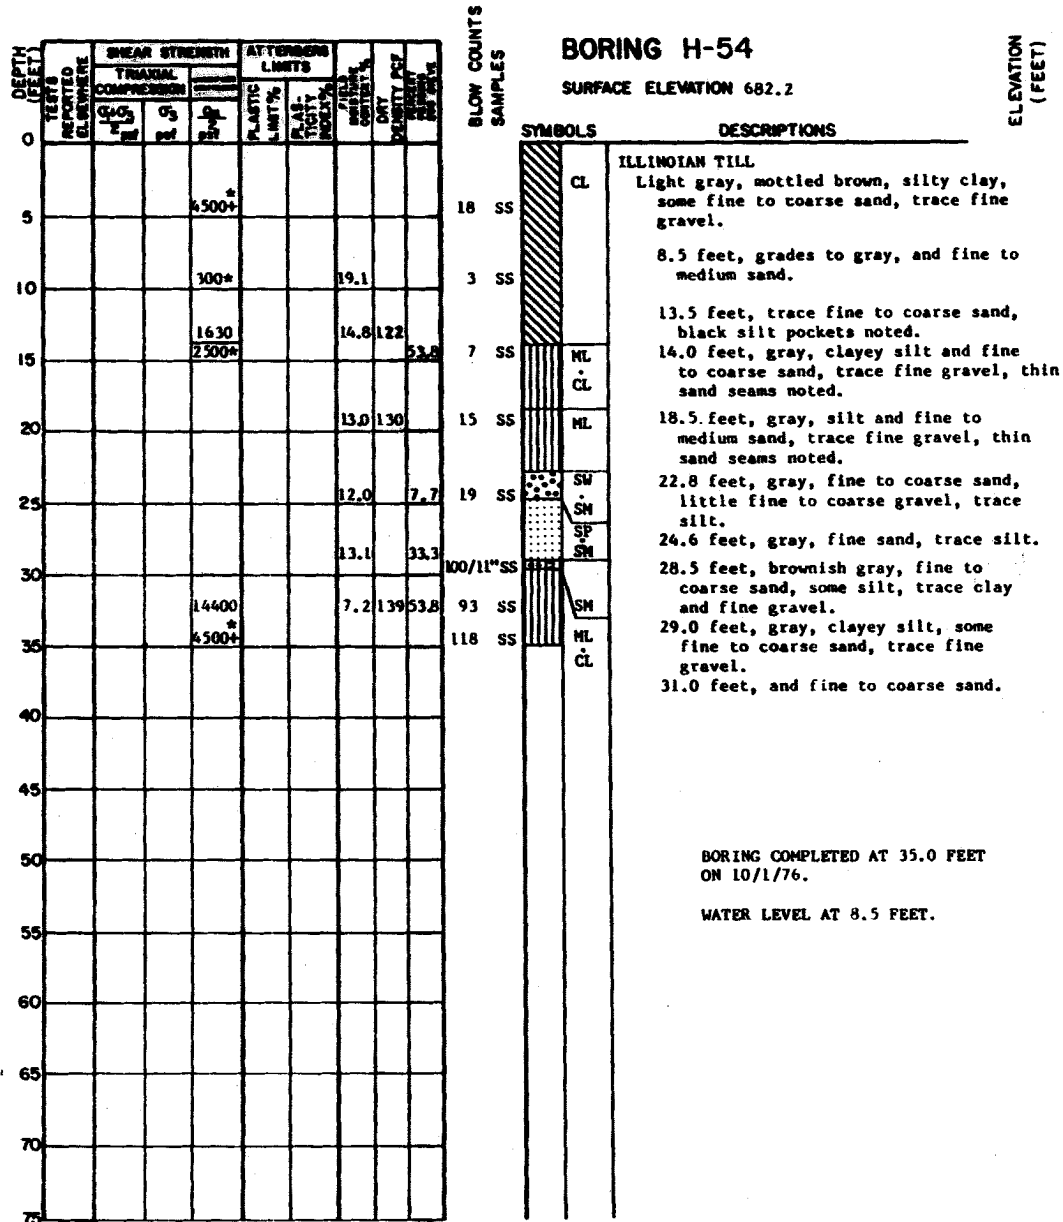 BORING H-54
SURFACE ELEVATION 682.2
DEPTH (FEET)
TESTS REPORTED ELSEWHERE
SHEAR STRENGTH
TRIAXIAL COMPRESSION
ATTERBERG LIMITS
PLASTIC LIMIT%
PLAS-TICITY INDEX%
FIELD MOISTURE CONTENT %
DRY DENSITY PCF
BLOW COUNTS
SAMPLES
SYMBOLS
DESCRIPTIONS
ELEVATION (FEET)
0
ILLINOIAN TILL
CL
Light gray, mottled brown, silty clay,
some fine to coarse sand, trace fine
gravel.
*
4500+ 18 SS
5
8.5 feet, grades to gray, and fine to
medium sand.
300* 19.1 3 SS
10
13.5 feet, trace fine to coarse sand,
black silt pockets noted.
1630 14.8 122
2500* 53.8 7 SS
15
ML
·
CL
14.0 feet, gray, clayey silt and fine
to coarse sand, trace fine gravel, thin
sand seams noted.
13.0 130 15 SS
20
ML
18.5 feet, gray, silt and fine to
medium sand, trace fine gravel, thin
sand seams noted.
12.0 7.7 19 SS
25
SW
·
SM
22.8 feet, gray, fine to coarse sand,
little fine to coarse gravel, trace
silt.
SP
·
SM
24.6 feet, gray, fine sand, trace silt.
13.1 33.3 100/11" SS
30
28.5 feet, brownish gray, fine to
coarse sand, some silt, trace clay
and fine gravel.
14400 7.2 139 53.8 93 SS
SM
*
4500+ 118 SS
35
ML
·
CL
29.0 feet, gray, clayey silt, some
fine to coarse sand, trace fine
gravel.
31.0 feet, and fine to coarse sand.
40
45
50
BORING COMPLETED AT 35.0 FEET
ON 10/1/76.
WATER LEVEL AT 8.5 FEET.
55
60
65
70
75